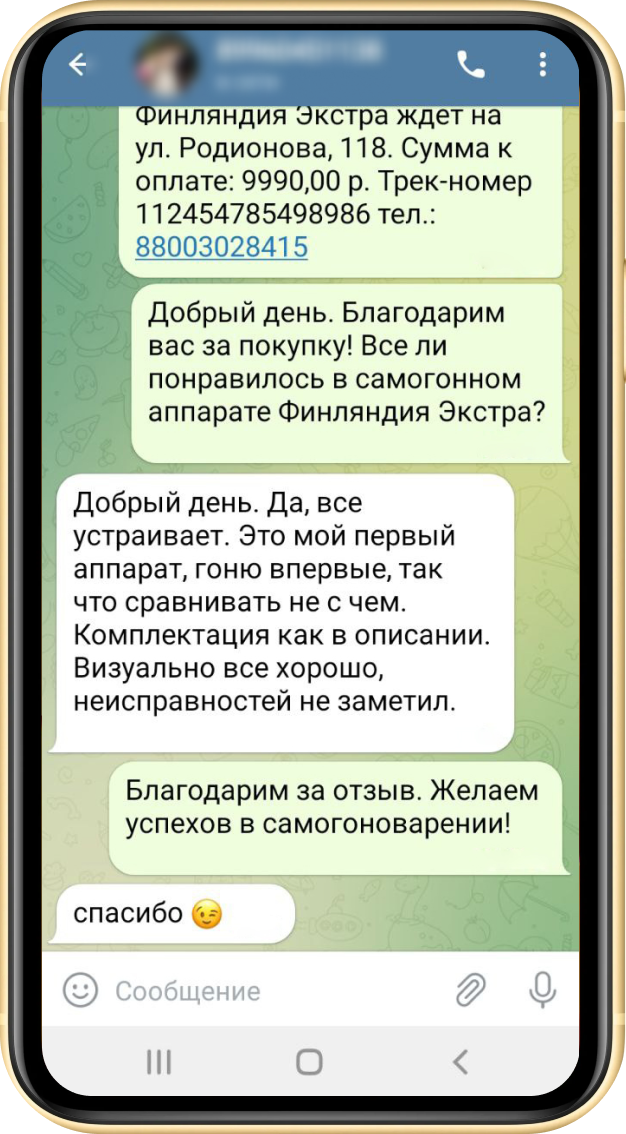 Финляндия Экстра ждет на
ул. Родионова, 118. Сумма к
оплате: 9990,00 р. Трек-номер
112454785498986 тел.:
88003028415
Добрый день. Благодарим
вас за покупку! Все ли
понравилось в самогонном
аппарате Финляндия Экстра?
Добрый день. Да, все
устраивает. Это мой первый
аппарат, гоню впервые, так
что сравнивать не с чем.
Комплектация как в описании.
Визуально все хорошо,
неисправностей не заметил.
Благодарим за отзыв. Желаем
успехов в самогоноварении!
спасибо 😉
Сообщение